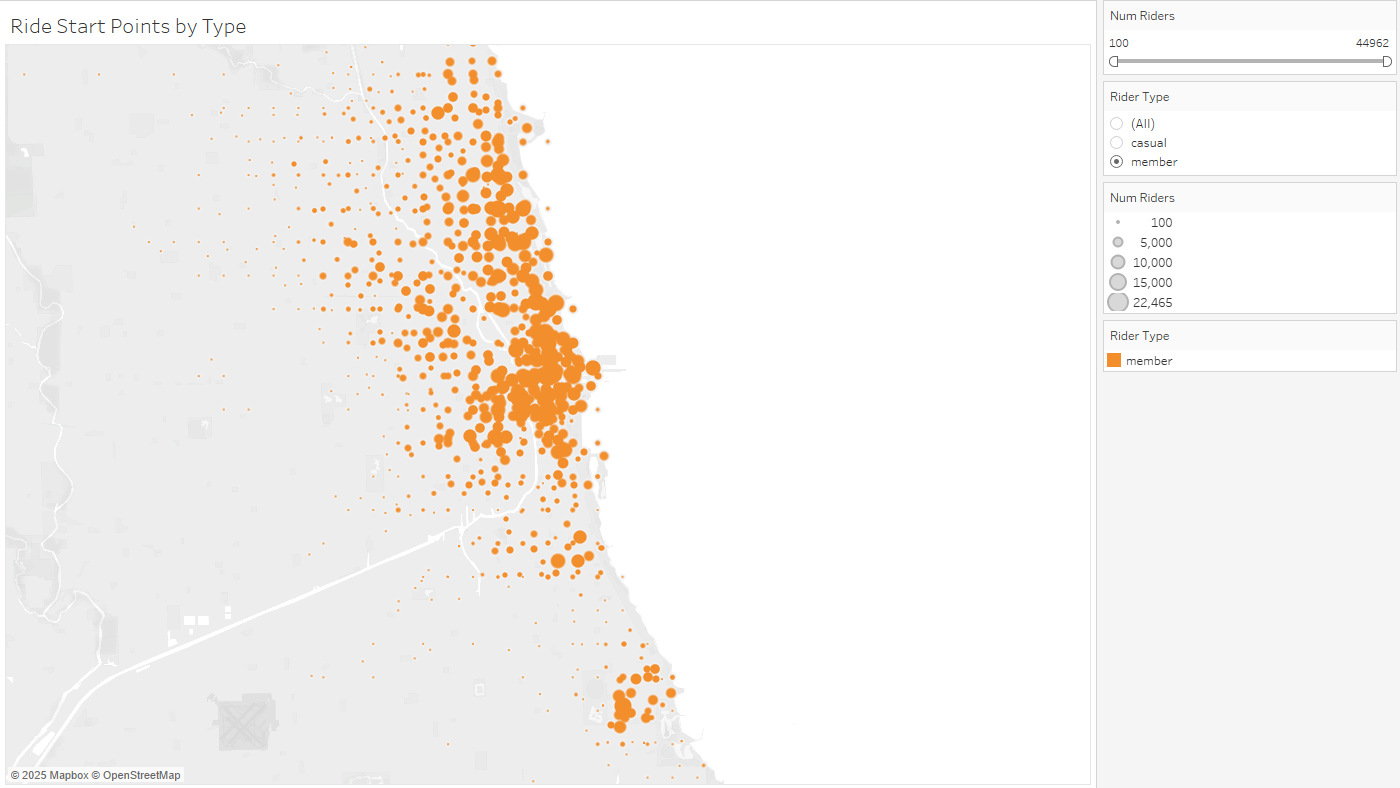 Ride Start Points by Type
© 2025 Mapbox © OpenStreetMap
Num Riders
100 44962
Rider Type
(All)
casual
member
Num Riders
100
5,000
10,000
15,000
22,465
Rider Type
member